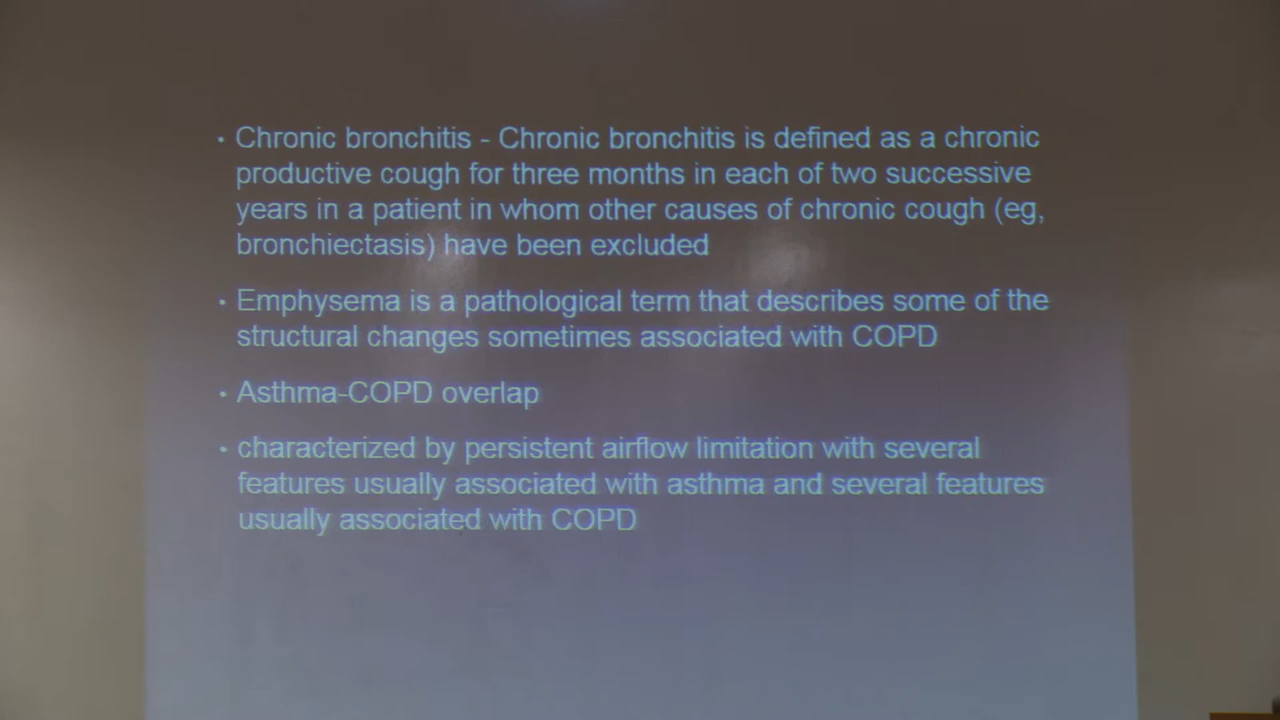 • Chronic bronchitis - Chronic bronchitis is defined as a chronic
productive cough for three months in each of two successive
years in a patient in whom other causes of chronic cough (eg,
bronchiectasis) have been excluded
• Emphysema is a pathological term that describes some of the
structural changes sometimes associated with COPD
• Asthma-COPD overlap
• characterized by persistent airflow limitation with several
features usually associated with asthma and several features
usually associated with COPD